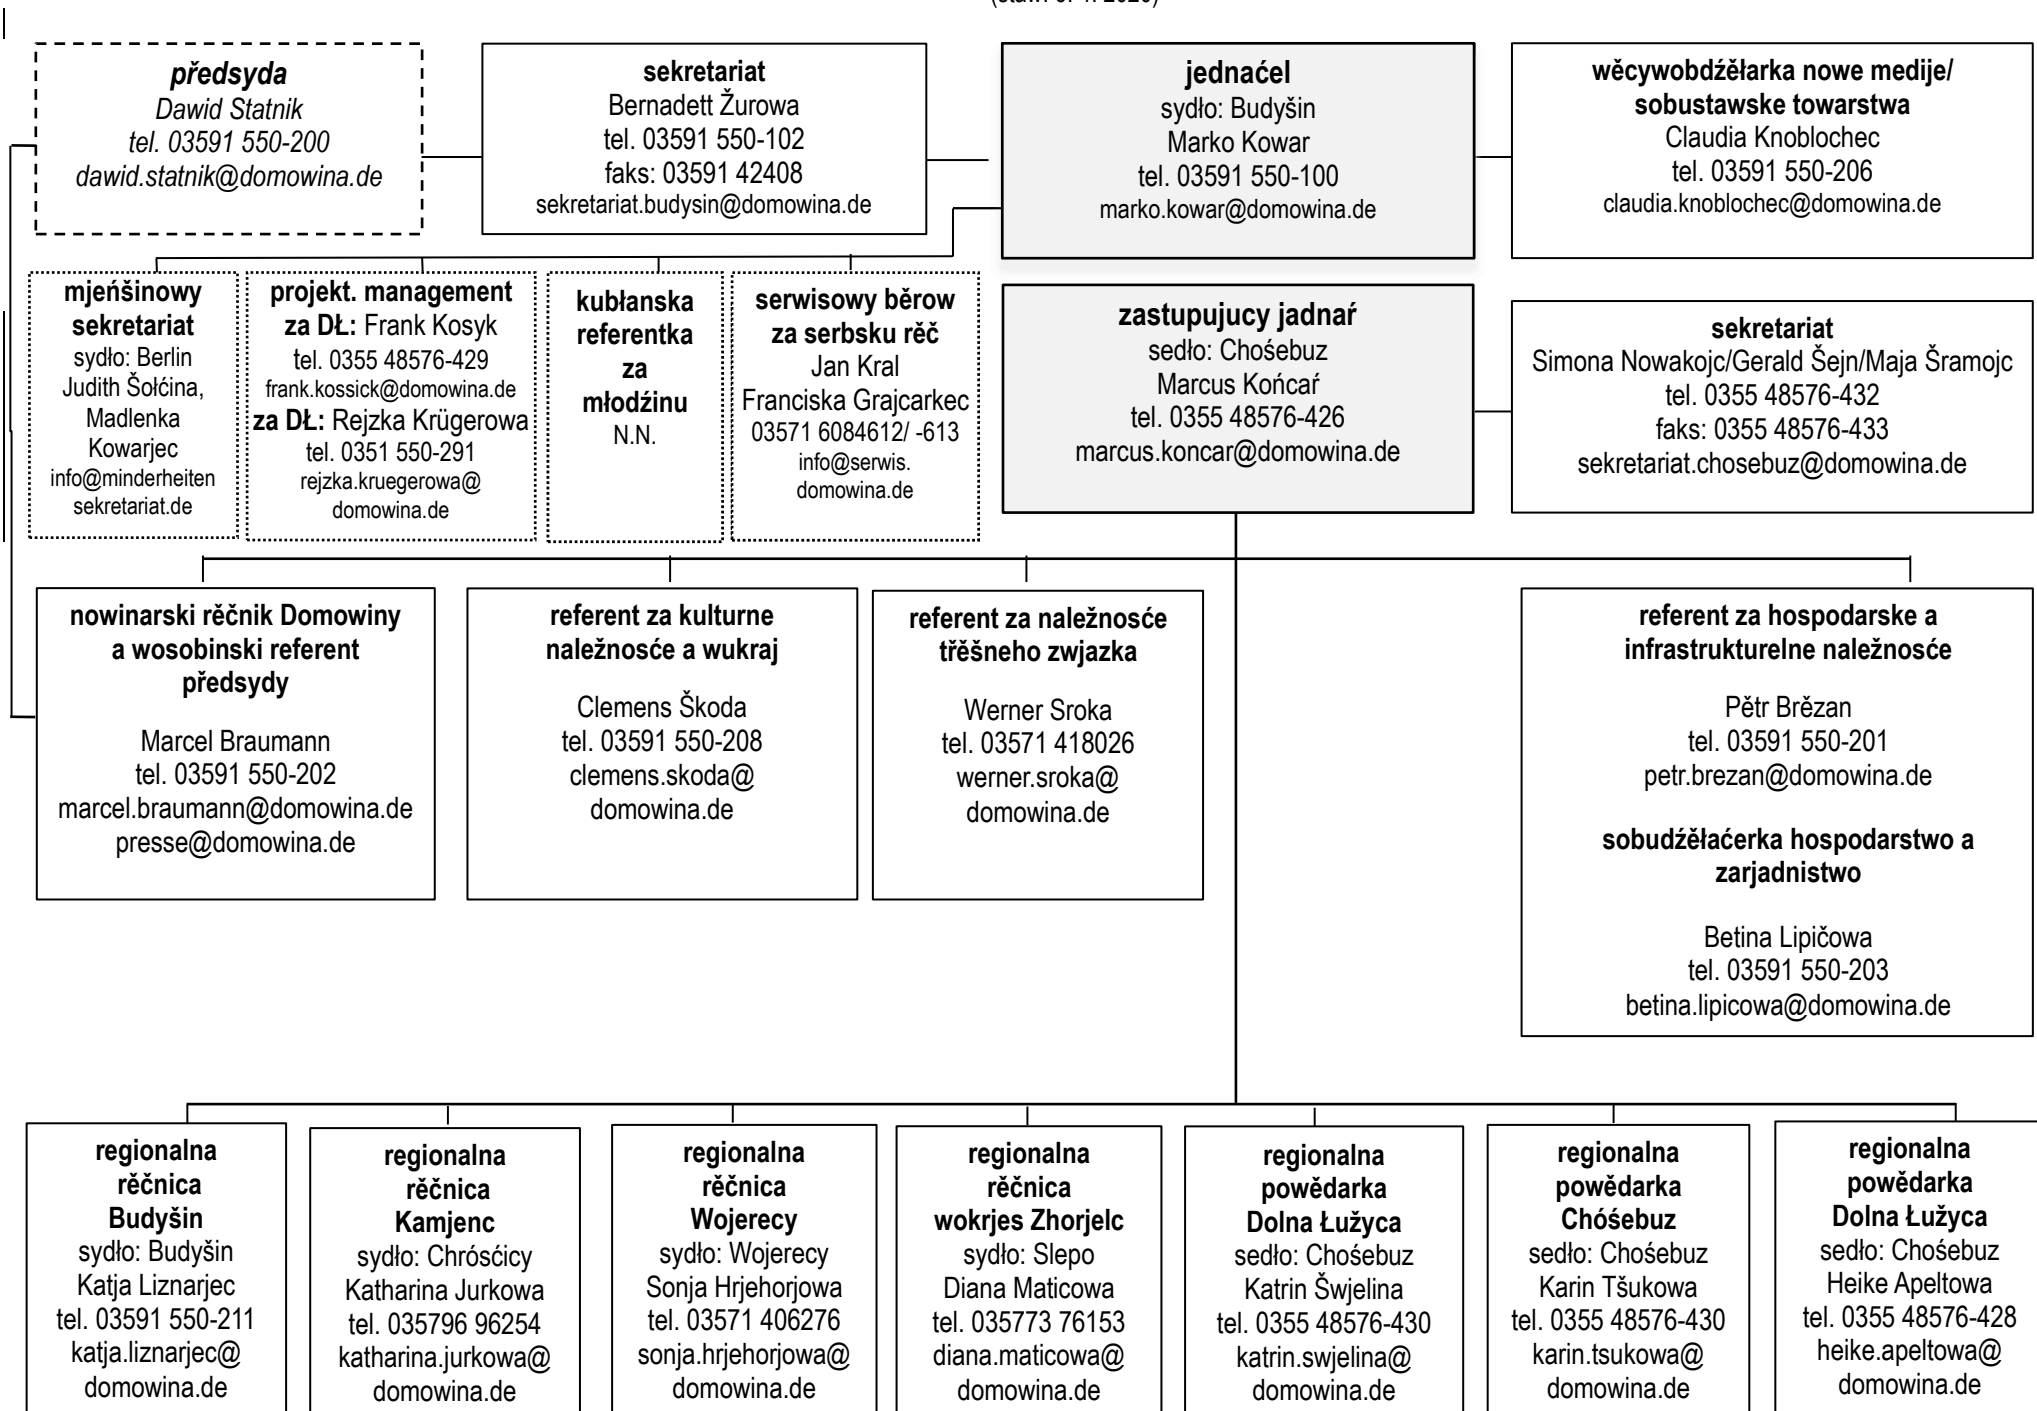 předsyda
Dawid Statnik
tel. 03591 550-200
dawid.statnik@domowina.de
sekretariat
Bernadett Žurowa
tel. 03591 550-102
faks: 03591 42408
sekretariat.budysin@domowina.de
jednaćel
sydło: Budyšin
Marko Kowar
tel. 03591 550-100
marko.kowar@domowina.de
wěcywobdźěłarka nowe medije/
sobustawske towarstwa
Claudia Knoblochec
tel. 03591 550-206
claudia.knoblochec@domowina.de
mjeńšinowy
sekretariat
sydło: Berlin
Judith Šołćina,
Madlenka
Kowarjec
info@minderheiten
sekretariat.de
projekt. management
za DŁ: Frank Kosyk
tel. 0355 48576-429
frank.kossick@domowina.de
za DŁ: Rejzka Krügerowa
tel. 0351 550-291
rejzka.kruegerowa@
domowina.de
kubłanska
referentka
za
młodźinu
N.N.
serwisowy běrow
za serbsku rěč
Jan Kral
Franciska Grajcarkec
03571 6084612/ -613
info@serwis.
domowina.de
zastupujucy jadnaŕ
sedło: Chośebuz
Marcus Końcaŕ
tel. 0355 48576-426
marcus.koncar@domowina.de
sekretariat
Simona Nowakojc/Gerald Šejn/Maja Šramojc
tel. 0355 48576-432
faks: 0355 48576-433
sekretariat.chosebuz@domowina.de
nowinarski rěčnik Domowiny
a wosobinski referent
předsydy
Marcel Braumann
tel. 03591 550-202
marcel.braumann@domowina.de
presse@domowina.de
referent za kulturne
naležnosće a wukraj
Clemens Škoda
tel. 03591 550-208
clemens.skoda@
domowina.de
referent za naležnosće
třěšneho zwjazka
Werner Sroka
tel. 03571 418026
werner.sroka@
domowina.de
referent za hospodarske a
infrastrukturelne naležnosće
Pětr Brězan
tel. 03591 550-201
petr.brezan@domowina.de
sobudźěłaćerka hospodarstwo a
zarjadnistwo
Betina Lipičowa
tel. 03591 550-203
betina.lipicowa@domowina.de
regionalna
rěčnica
Budyšin
sydło: Budyšin
Katja Liznarjec
tel. 03591 550-211
katja.liznarjec@
domowina.de
regionalna
rěčnica
Kamjenc
sydło: Chrósćicy
Katharina Jurkowa
tel. 035796 96254
katharina.jurkowa@
domowina.de
regionalna
rěčnica
Wojerecy
sydło: Wojerecy
Sonja Hrjehorjowa
tel. 03571 406276
sonja.hrjehorjowa@
domowina.de
regionalna
rěčnica
wokrjes Zhorjelc
sydło: Slepo
Diana Maticowa
tel. 035773 76153
diana.maticowa@
domowina.de
regionalna
powědarka
Dolna Łužyca
sedło: Chośebuz
Katrin Šwjelina
tel. 0355 48576-430
katrin.swjelina@
domowina.de
regionalna
powědarka
Chóśebuz
sedło: Chośebuz
Karin Tšukowa
tel. 0355 48576-430
karin.tsukowa@
domowina.de
regionalna
powědarka
Dolna Łužyca
sedło: Chośebuz
Heike Apeltowa
tel. 0355 48576-428
heike.apeltowa@
domowina.de